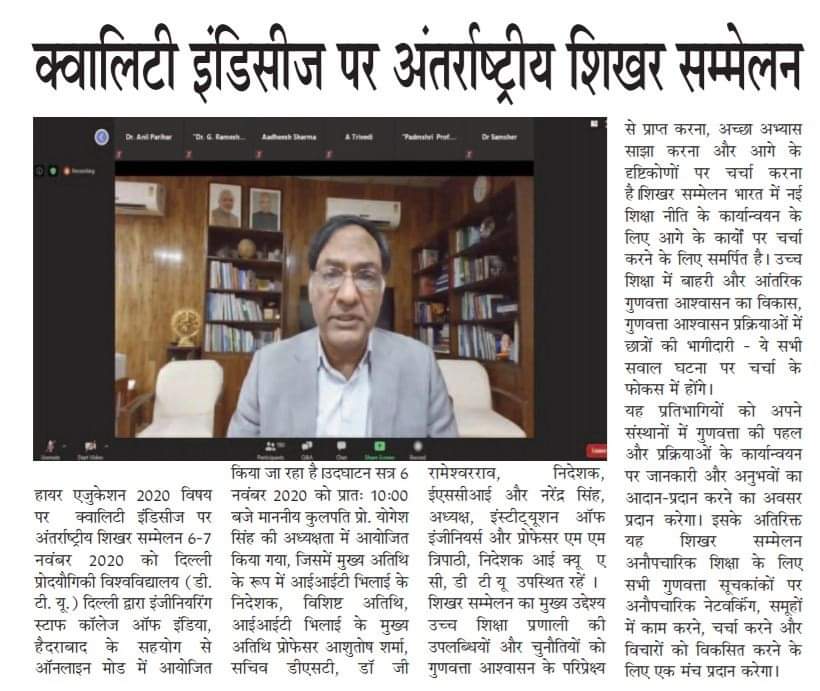 क्वालिटी इंडिसीज पर अंतर्राष्ट्रीय शिखर सम्मेलन
Dr. Anil Parihar
"Dr. G. Ramesh...
Aadheesh Sharma
A Trivedi
"Padmshri Prof...
Dr Samsher
Recording
Unmute
Start Video
Participants
Q&A
Chat
Share Screen
Record
Leave
हायर एजुकेशन 2020 विषय
पर क्वालिटी इंडिसीज पर
अंतर्राष्ट्रीय शिखर सम्मेलन 6-7
नवंबर 2020 को दिल्ली
प्रोदयौगिकी विश्वविद्यालय (डी.
टी. यू.) दिल्ली द्वारा इंजीनियरिंग
स्टाफ कॉलेज ऑफ इंडिया,
हैदराबाद के सहयोग से
ऑनलाइन मोड में आयोजित
किया जा रहा है।उदघाटन सत्र 6
नवंबर 2020 को प्रातः 10:00
बजे माननीय कुलपति प्रो. योगेश
सिंह की अध्यक्षता में आयोजित
किया गया, जिसमें मुख्य अतिथि
के रूप में आईआईटी भिलाई के
निदेशक, विशिष्ट अतिथि,
आईआईटी भिलाई के मुख्य
अतिथि प्रोफेसर आशुतोष शर्मा,
सचिव डीएसटी, डॉ जी
रामेश्वरराव, निदेशक,
ईएससीआई और नरेंद्र सिंह,
अध्यक्ष, इंस्टीट्यूशन ऑफ
इंजीनियर्स और प्रोफेसर एम एम
त्रिपाठी, निदेशक आई क्यू ए
सी, डी टी यू उपस्थित रहें ।
शिखर सम्मेलन का मुख्य उद्देश्य
उच्च शिक्षा प्रणाली की
उपलब्धियों और चुनौतियों को
गुणवत्ता आश्वासन के परिप्रेक्ष्य
से प्राप्त करना, अच्छा अभ्यास
साझा करना और आगे के
दृष्टिकोणों पर चर्चा करना
है।शिखर सम्मेलन भारत में नई
शिक्षा नीति के कार्यान्वयन के
लिए आगे के कार्यों पर चर्चा
करने के लिए समर्पित है। उच्च
शिक्षा में बाहरी और आंतरिक
गुणवत्ता आश्वासन का विकास,
गुणवत्ता आश्वासन प्रक्रियाओं में
छात्रों की भागीदारी - ये सभी
सवाल घटना पर चर्चा के
फोकस में होंगे।
यह प्रतिभागियों को अपने
संस्थानों में गुणवत्ता की पहल
और प्रक्रियाओं के कार्यान्वयन
पर जानकारी और अनुभवों का
आदान-प्रदान करने का अवसर
प्रदान करेगा। इसके अतिरिक्त
यह शिखर सम्मेलन
अनौपचारिक शिक्षा के लिए
सभी गुणवत्ता सूचकांकों पर
अनौपचारिक नेटवर्किंग, समूहों
में काम करने, चर्चा करने और
विचारों को विकसित करने के
लिए एक मंच प्रदान करेगा।